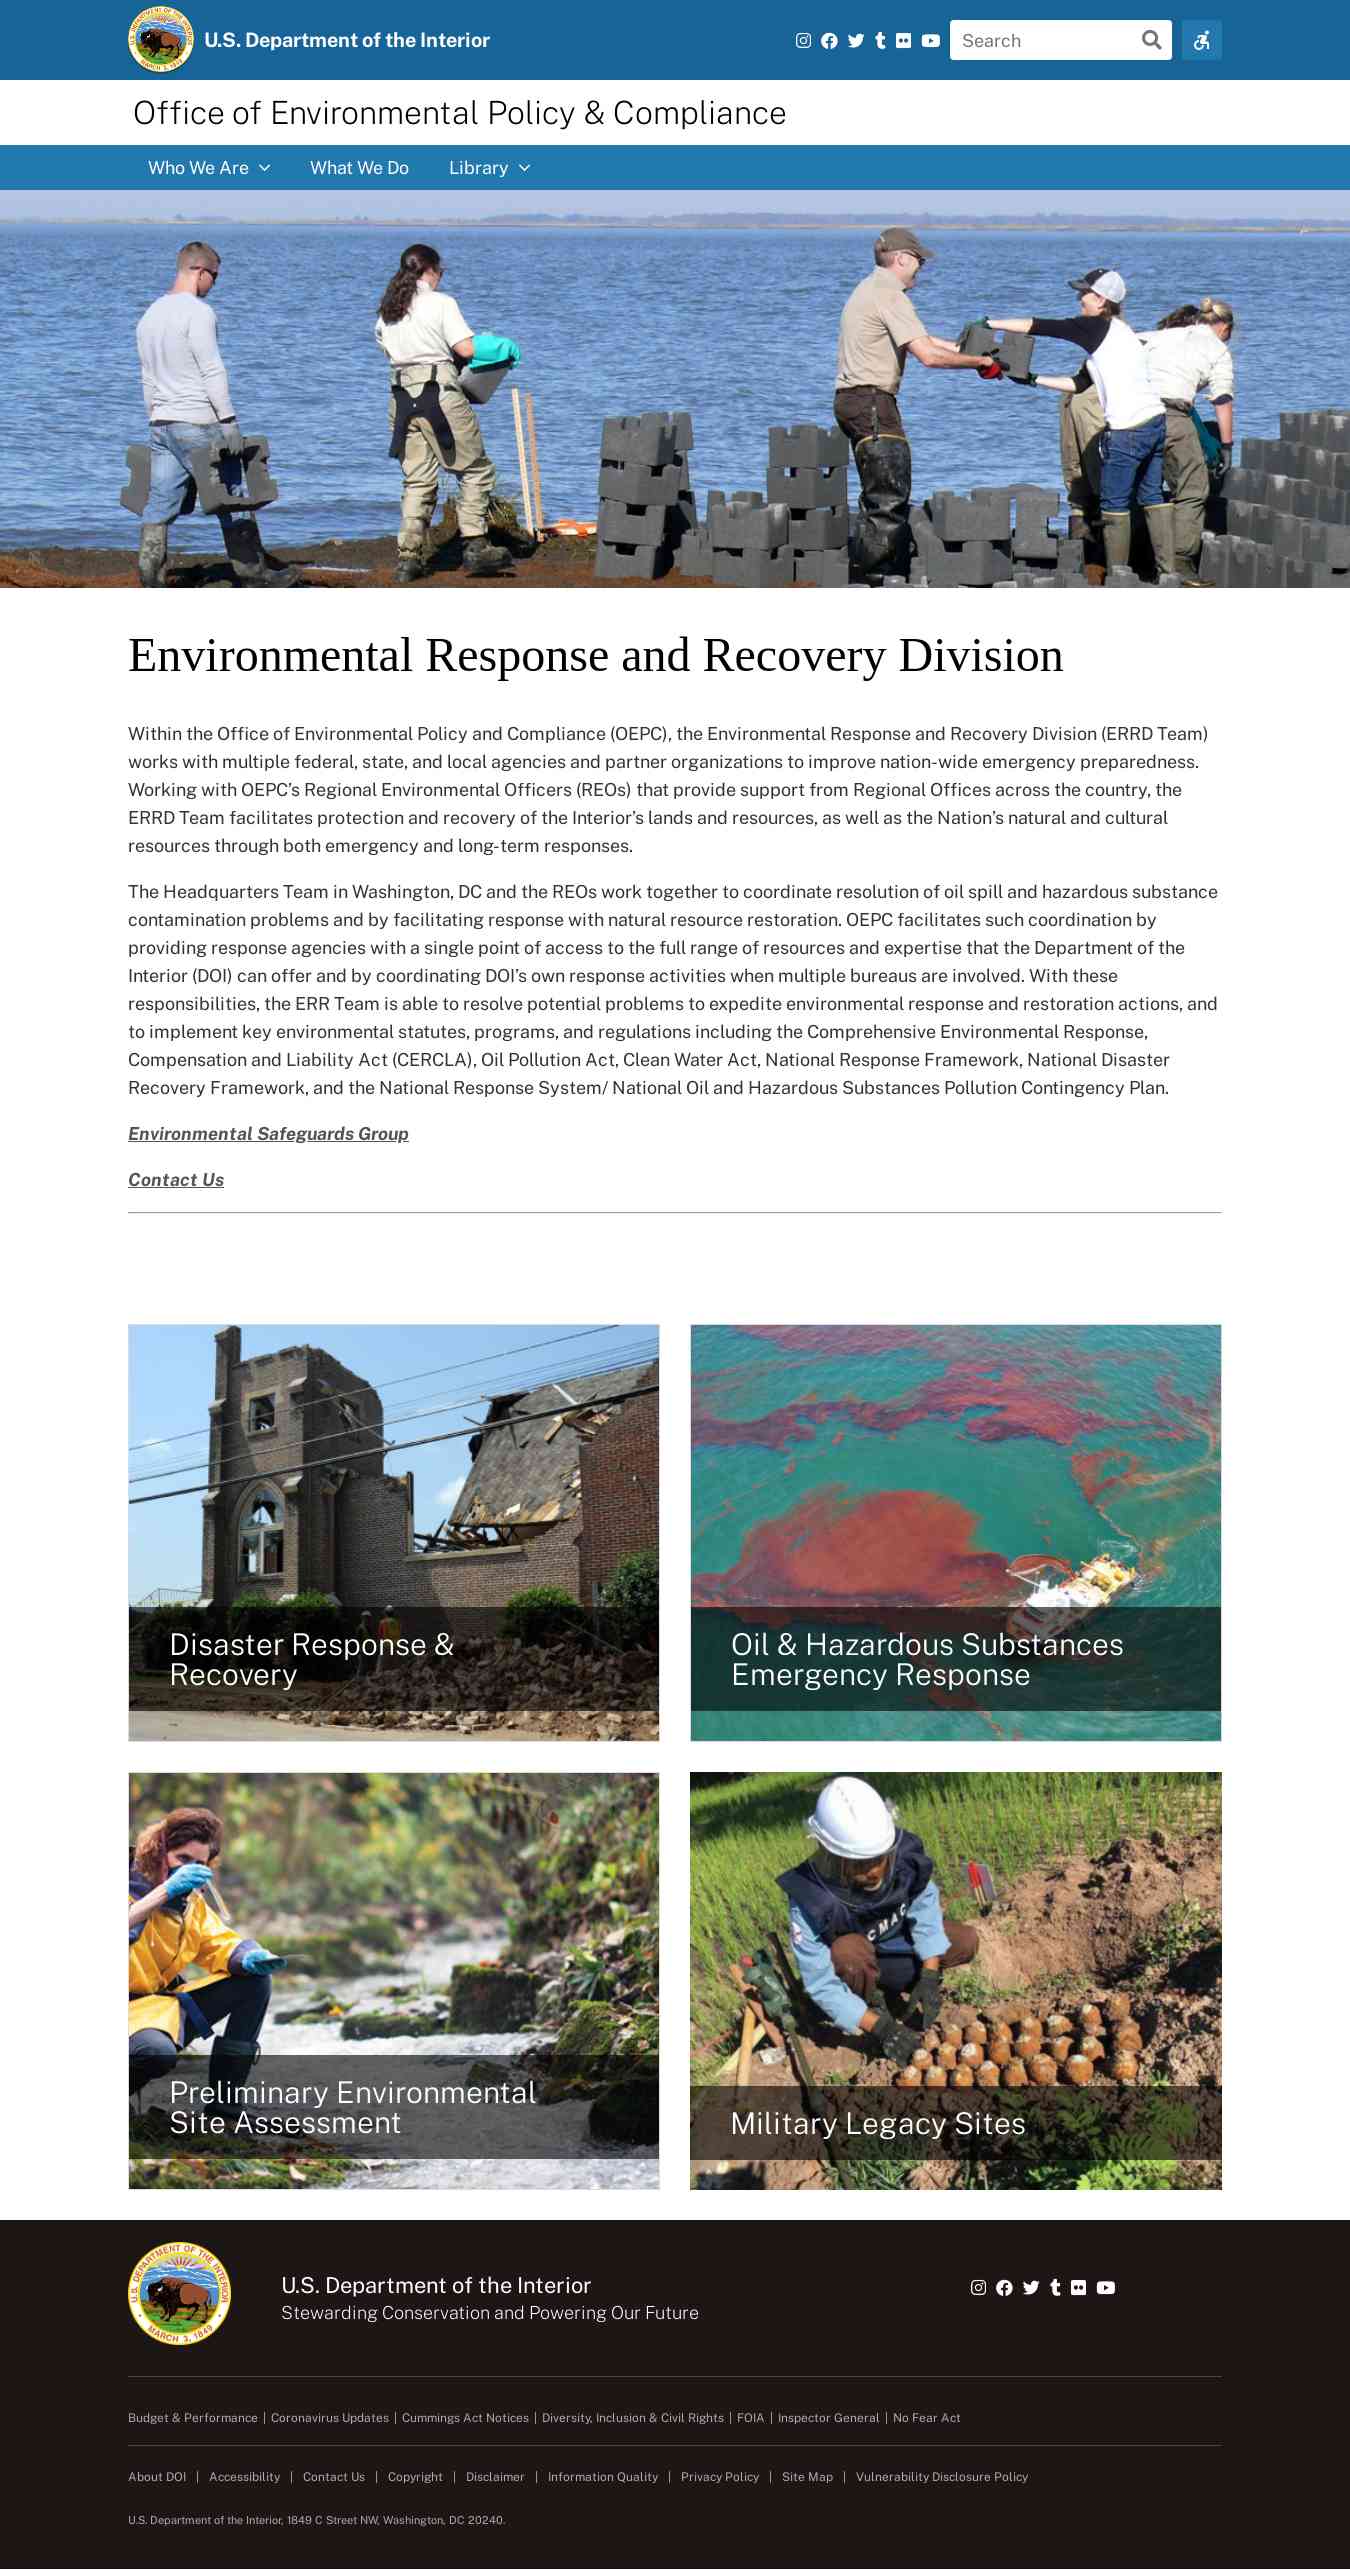 U.S. Department of the Interior
Search
Office of Environmental Policy & Compliance
Who We Are
What We Do
Library
Environmental Response and Recovery Division
Within the Office of Environmental Policy and Compliance (OEPC), the Environmental Response and Recovery Division (ERRD Team)
works with multiple federal, state, and local agencies and partner organizations to improve nation-wide emergency preparedness.
Working with OEPC’s Regional Environmental Officers (REOs) that provide support from Regional Offices across the country, the
ERRD Team facilitates protection and recovery of the Interior’s lands and resources, as well as the Nation’s natural and cultural
resources through both emergency and long-term responses.
The Headquarters Team in Washington, DC and the REOs work together to coordinate resolution of oil spill and hazardous substance
contamination problems and by facilitating response with natural resource restoration. OEPC facilitates such coordination by
providing response agencies with a single point of access to the full range of resources and expertise that the Department of the
Interior (DOI) can offer and by coordinating DOI’s own response activities when multiple bureaus are involved. With these
responsibilities, the ERR Team is able to resolve potential problems to expedite environmental response and restoration actions, and
to implement key environmental statutes, programs, and regulations including the Comprehensive Environmental Response,
Compensation and Liability Act (CERCLA), Oil Pollution Act, Clean Water Act, National Response Framework, National Disaster
Recovery Framework, and the National Response System/ National Oil and Hazardous Substances Pollution Contingency Plan.
Environmental Safeguards Group
Contact Us
Disaster Response &
Recovery
Oil & Hazardous Substances
Emergency Response
Preliminary Environmental
Site Assessment
CMAC
Military Legacy Sites
U.S. DEPARTMENT OF THE INTERIOR
MARCH 3, 1849
U.S. Department of the Interior
Stewarding Conservation and Powering Our Future
Budget & Performance | Coronavirus Updates | Cummings Act Notices | Diversity, Inclusion & Civil Rights | FOIA | Inspector General | No Fear Act
About DOI | Accessibility | Contact Us | Copyright | Disclaimer | Information Quality | Privacy Policy | Site Map | Vulnerability Disclosure Policy
U.S. Department of the Interior, 1849 C Street NW, Washington, DC 20240.